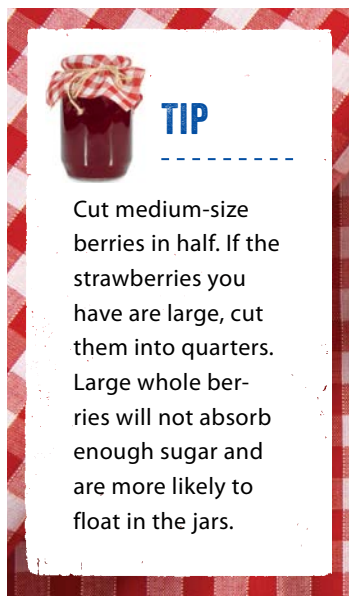 TIP
Cut medium-size
berries in half. If the
strawberries you
have are large, cut
them into quarters.
Large whole ber-
ries will not absorb
enough sugar and
are more likely to
float in the jars.